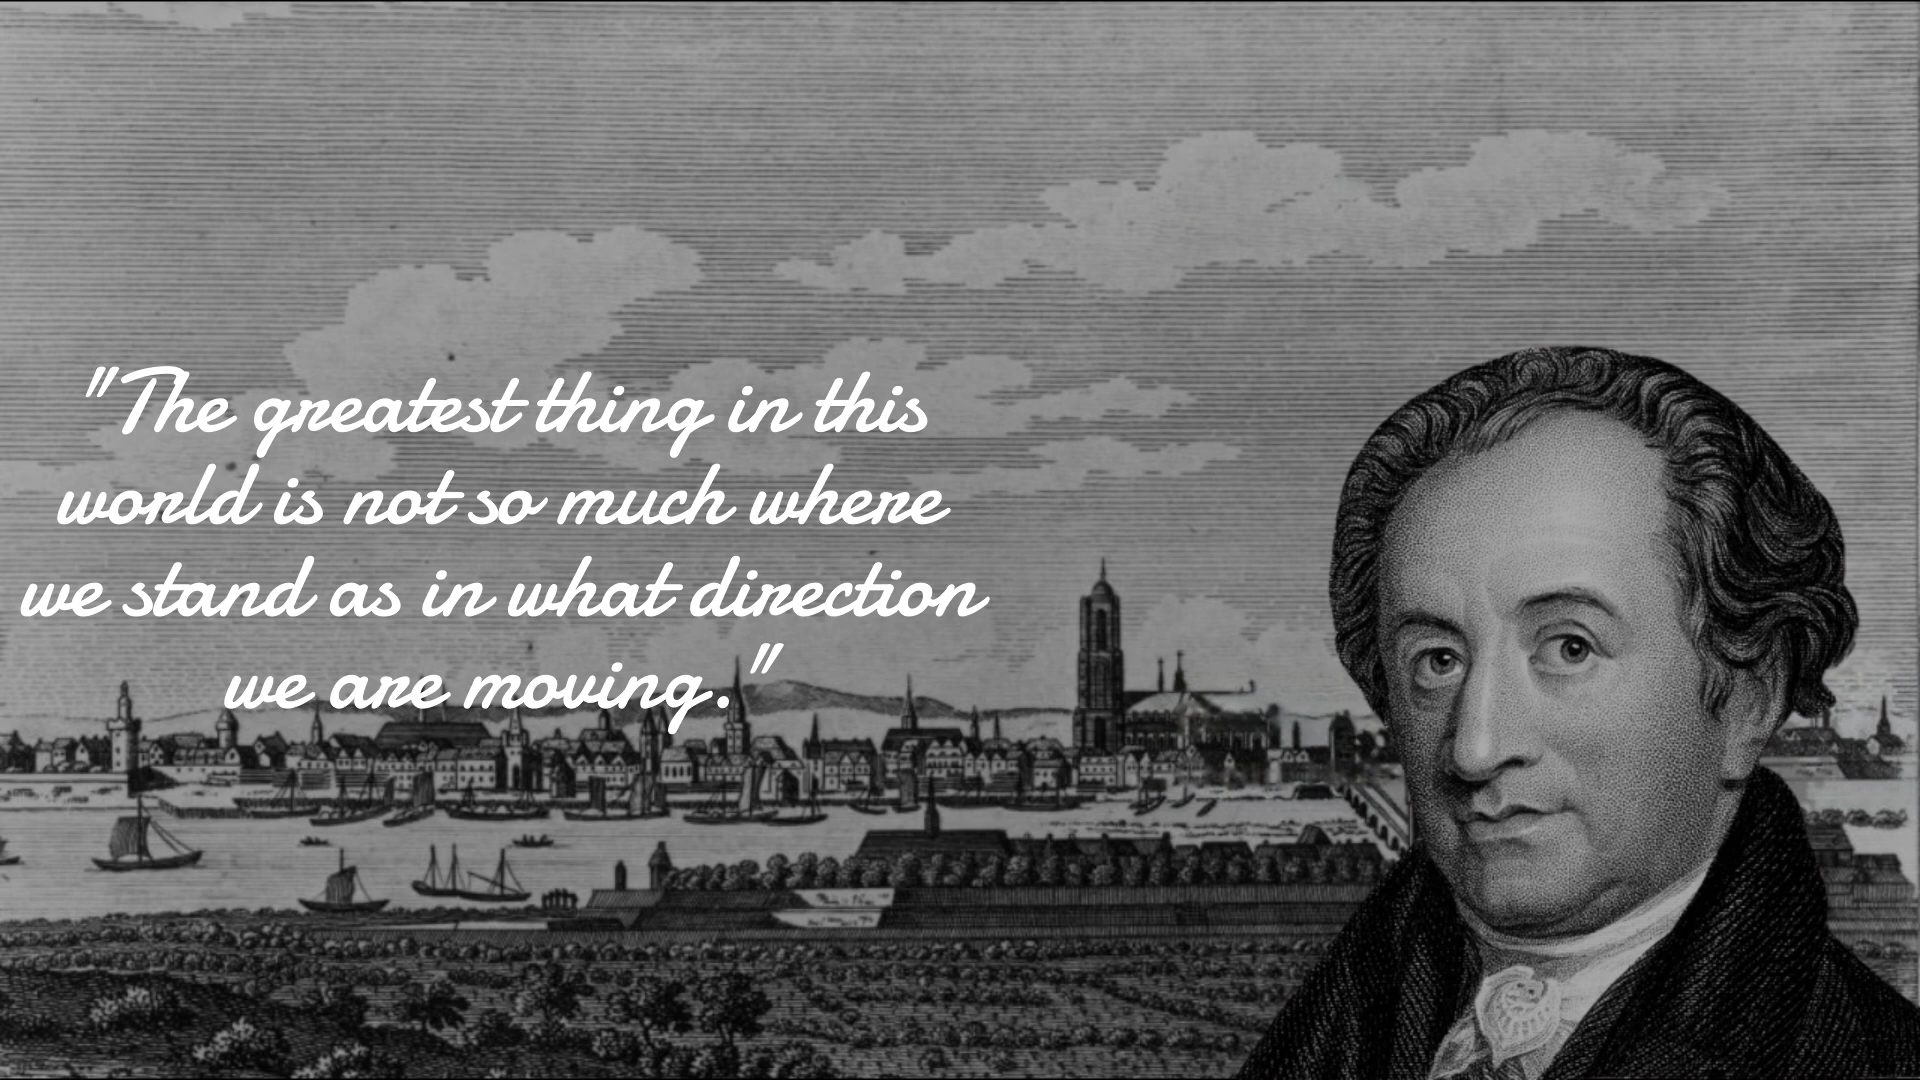 "The greatest thing in this
world is not so much where
we stand as in what direction
we are moving."